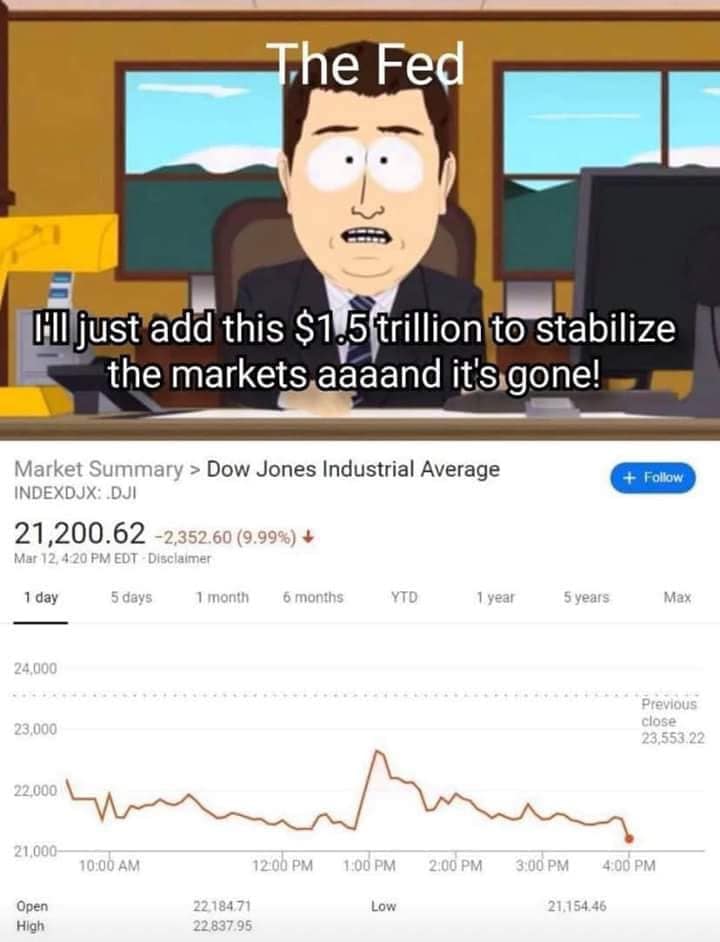 The Fed
I'll just add this $1.5 trillion to stabilize
the markets aaaand it's gone!
Market Summary > Dow Jones Industrial Average
INDEXDJX: .DJI
+ Follow
21,200.62 -2,352.60 (9.99%) ↓
Mar 12, 4:20 PM EDT · Disclaimer
1 day 5 days 1 month 6 months YTD 1 year 5 years Max
24,000
Previous
close
23,553.22
23,000
22,000
21,000
10:00 AM 12:00 PM 1:00 PM 2:00 PM 3:00 PM 4:00 PM
Open 22,184.71 Low 21,154.46
High 22,837.95